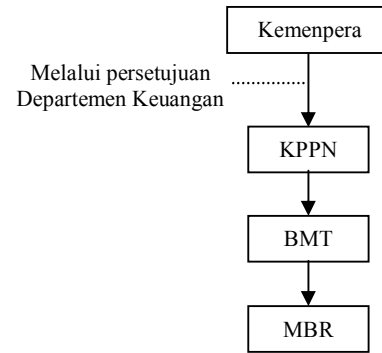 Kemenpera
Melalui persetujuan
Departemen Keuangan
KPPN
BMT
MBR